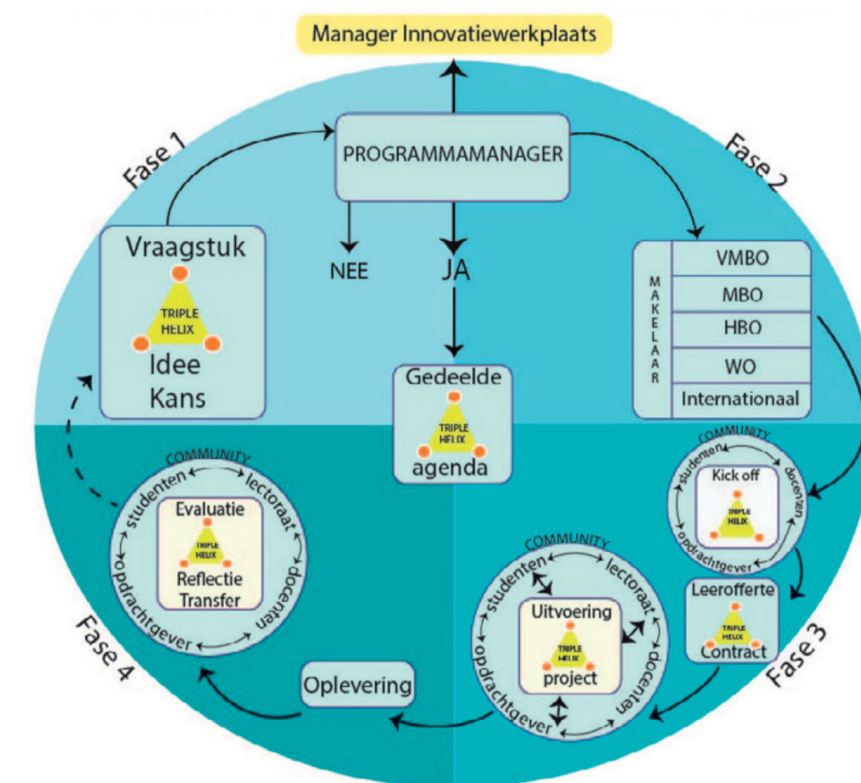 Manager Innovatiewerkplaats
Fase 1
PROGRAMMAMANAGER
Fase 2
Vraagstuk
TRIPLE
HELIX
Idee
Kans
NEE
JA
Gedeelde
TRIPLE
HELIX
agenda
MAKELAAR
VMBO
MBO
HBO
WO
Internationaal
COMMUNITY
studenten
docenten
opdrachtgever
Kick off
TRIPLE
HELIX
Leerofferte
TRIPLE
HELIX
Contract
Fase 3
COMMUNITY
studenten
lectoraat
docenten
opdrachtgever
Uitvoering
TRIPLE
HELIX
project
Oplevering
COMMUNITY
studenten
lectoraat
docenten
opdrachtgever
Evaluatie
TRIPLE
HELIX
Reflectie
Transfer
Fase 4